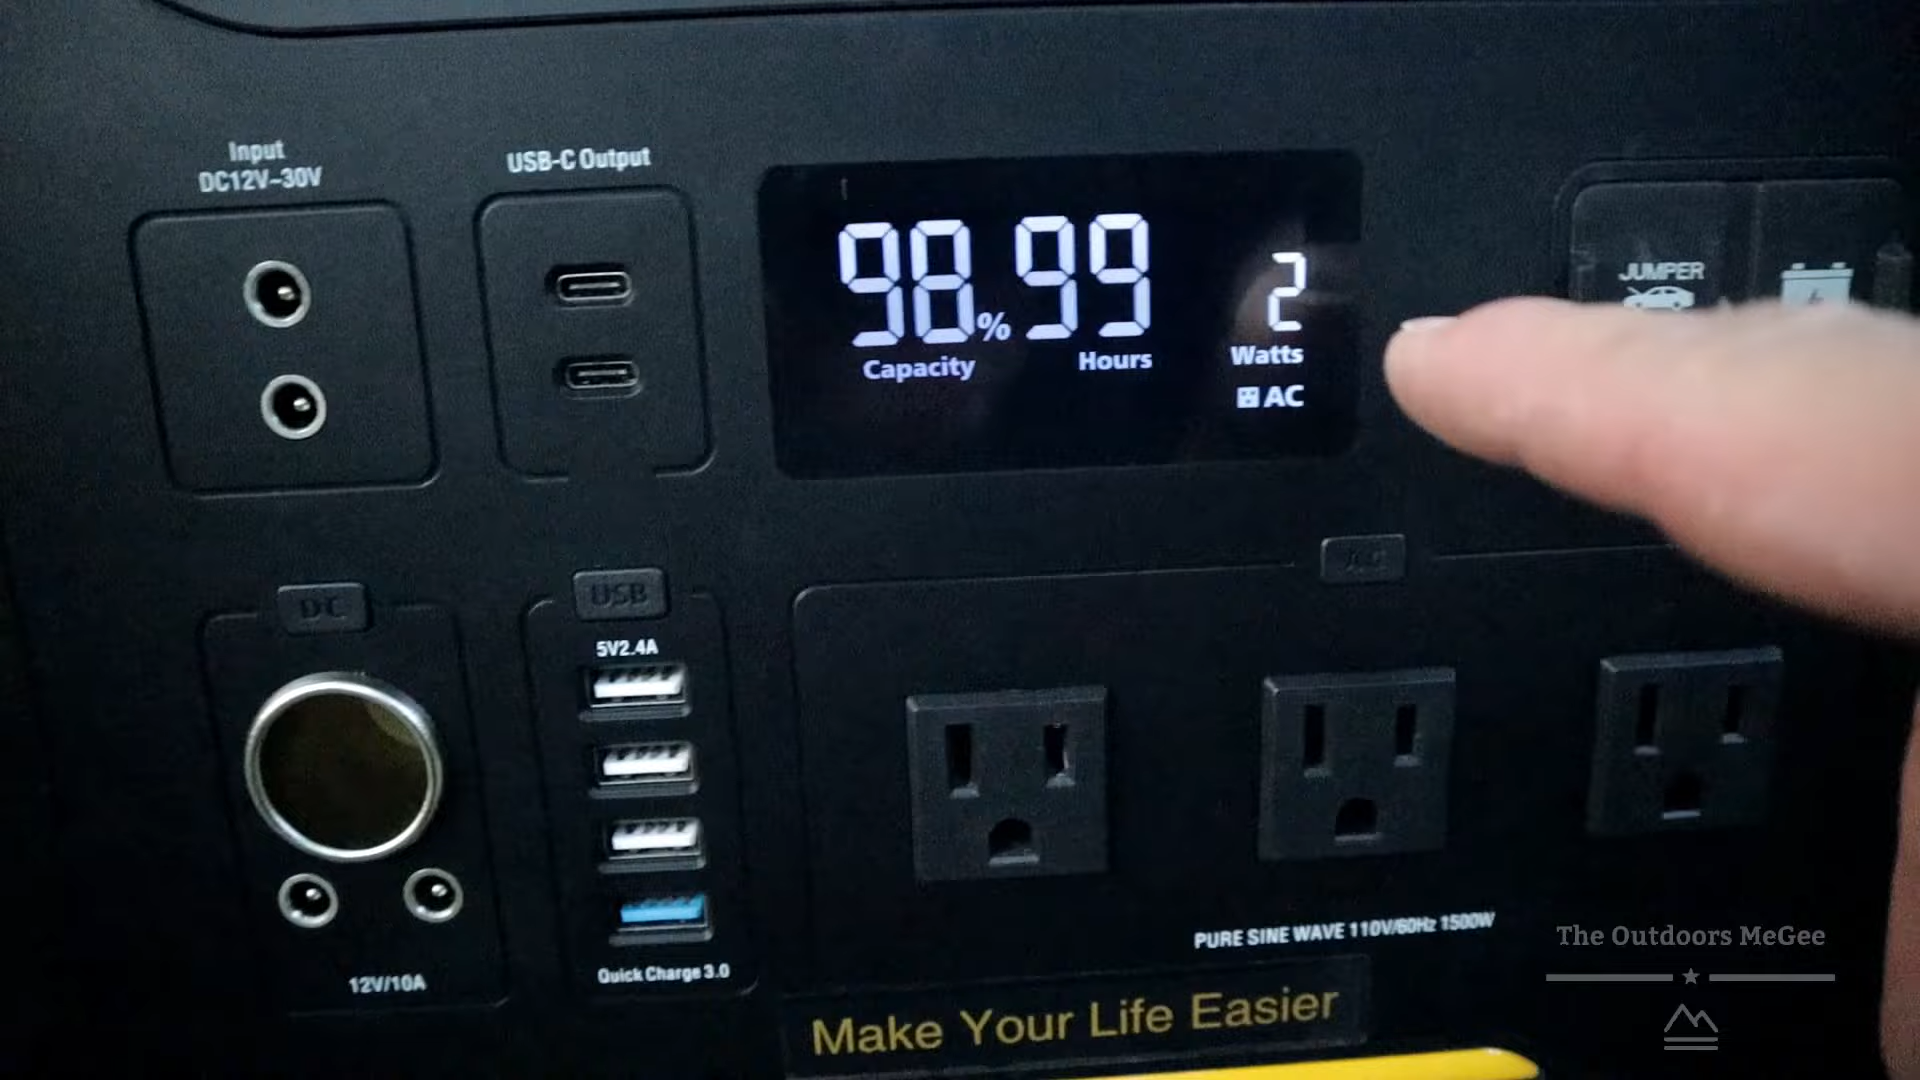 Input
DC12V~30V
USB-C Output
98% 99 2
Capacity Hours Watts
AC
JUMPER
DC
USB
AC
5V2.4A
12V/10A
Quick Charge 3.0
PURE SINE WAVE 110V/60Hz 1500W
Make Your Life Easier
The Outdoors MeGee